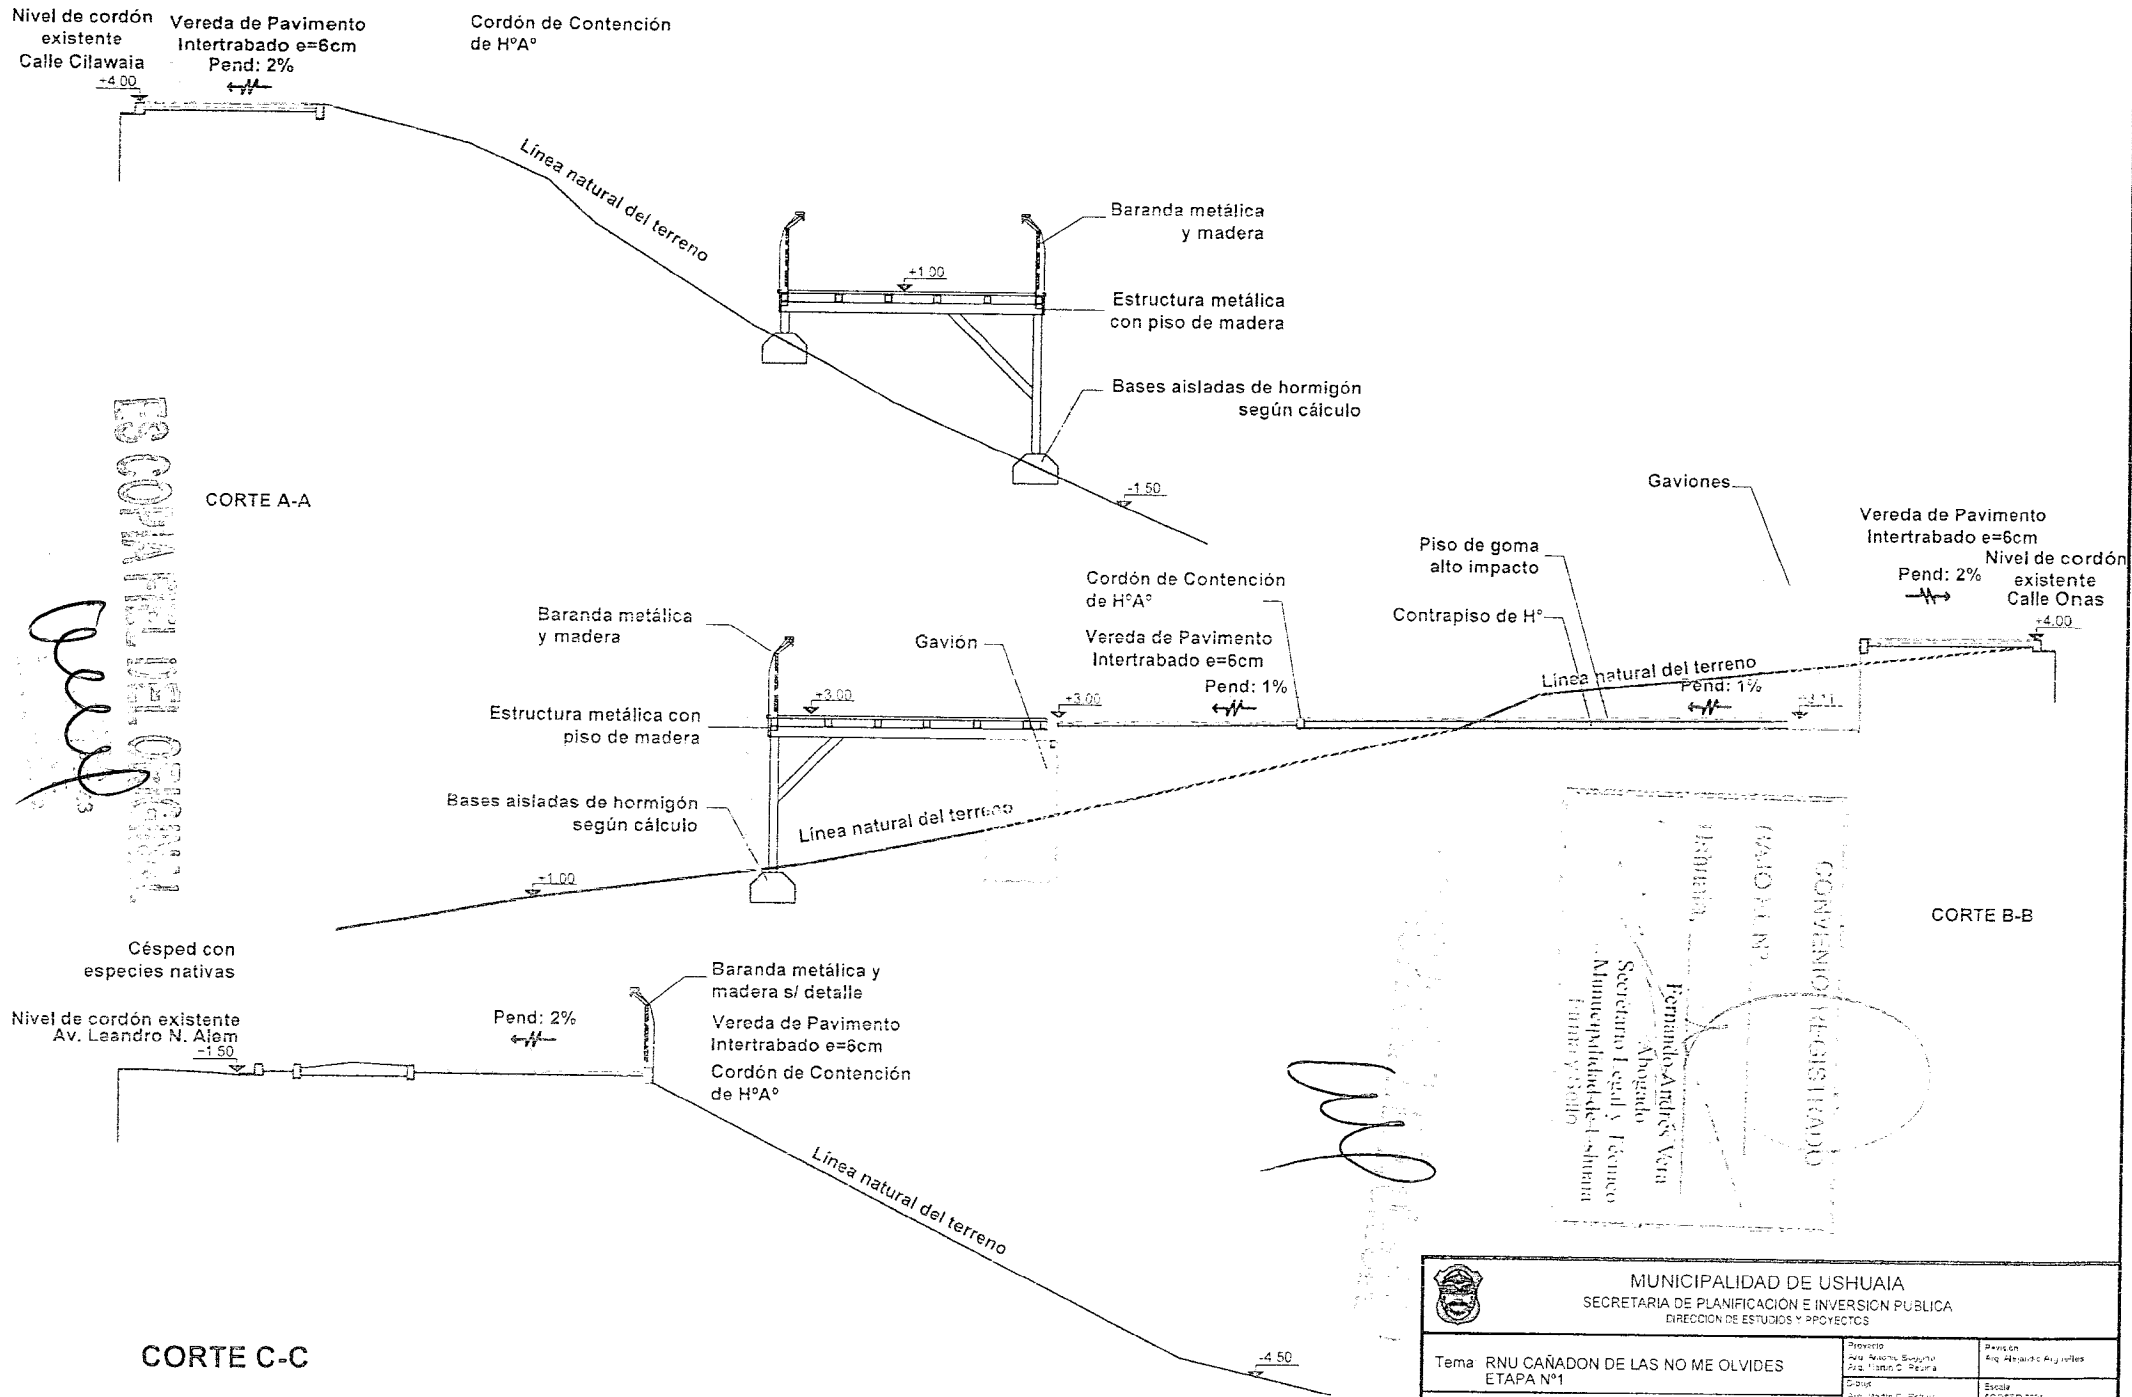 Nivel de cordón
existente
Calle Cilawaia
+4.00
Vereda de Pavimento
Intertrabado e=6cm
Pend: 2%
Cordón de Contención
de HºAº
Línea natural del terreno
Baranda metálica
y madera
+1.00
Estructura metálica
con piso de madera
Bases aisladas de hormigón
según cálculo
-1.50
CORTE A-A
ES COPIA FIEL DEL ORIGINAL
Gaviones
Vereda de Pavimento
Intertrabado e=6cm
Pend: 2%
Nivel de cordón
existente
Calle Onas
+4.00
Piso de goma
alto impacto
Contrapiso de Hº
Cordón de Contención
de HºAº
Vereda de Pavimento
Intertrabado e=6cm
Pend: 1%
Línea natural del terreno
Pend: 1%
Baranda metálica
y madera
Gavión
+3.00
+3.00
Estructura metálica con
piso de madera
Bases aisladas de hormigón
según cálculo
Línea natural del terreno
+1.00
CORTE B-B
CONVENIO REGISTRADO
BAJO EL Nº
Ushuaia,
Fernando Andrés Vera
Abogado
Secretario Legal y Técnico
Municipalidad de Ushuaia
Césped con
especies nativas
Nivel de cordón existente
Av. Leandro N. Alem
-1.50
Pend: 2%
Baranda metálica y
madera s/ detalle
Vereda de Pavimento
Intertrabado e=6cm
Cordón de Contención
de HºAº
Línea natural del terreno
-4.50
CORTE C-C
MUNICIPALIDAD DE USHUAIA
SECRETARIA DE PLANIFICACIÓN E INVERSION PUBLICA
DIRECCION DE ESTUDIOS Y PROYECTOS
Tema RNU CAÑADON DE LAS NO ME OLVIDES
ETAPA Nº1
Proyecto
Revisión
Dibujo
Escala